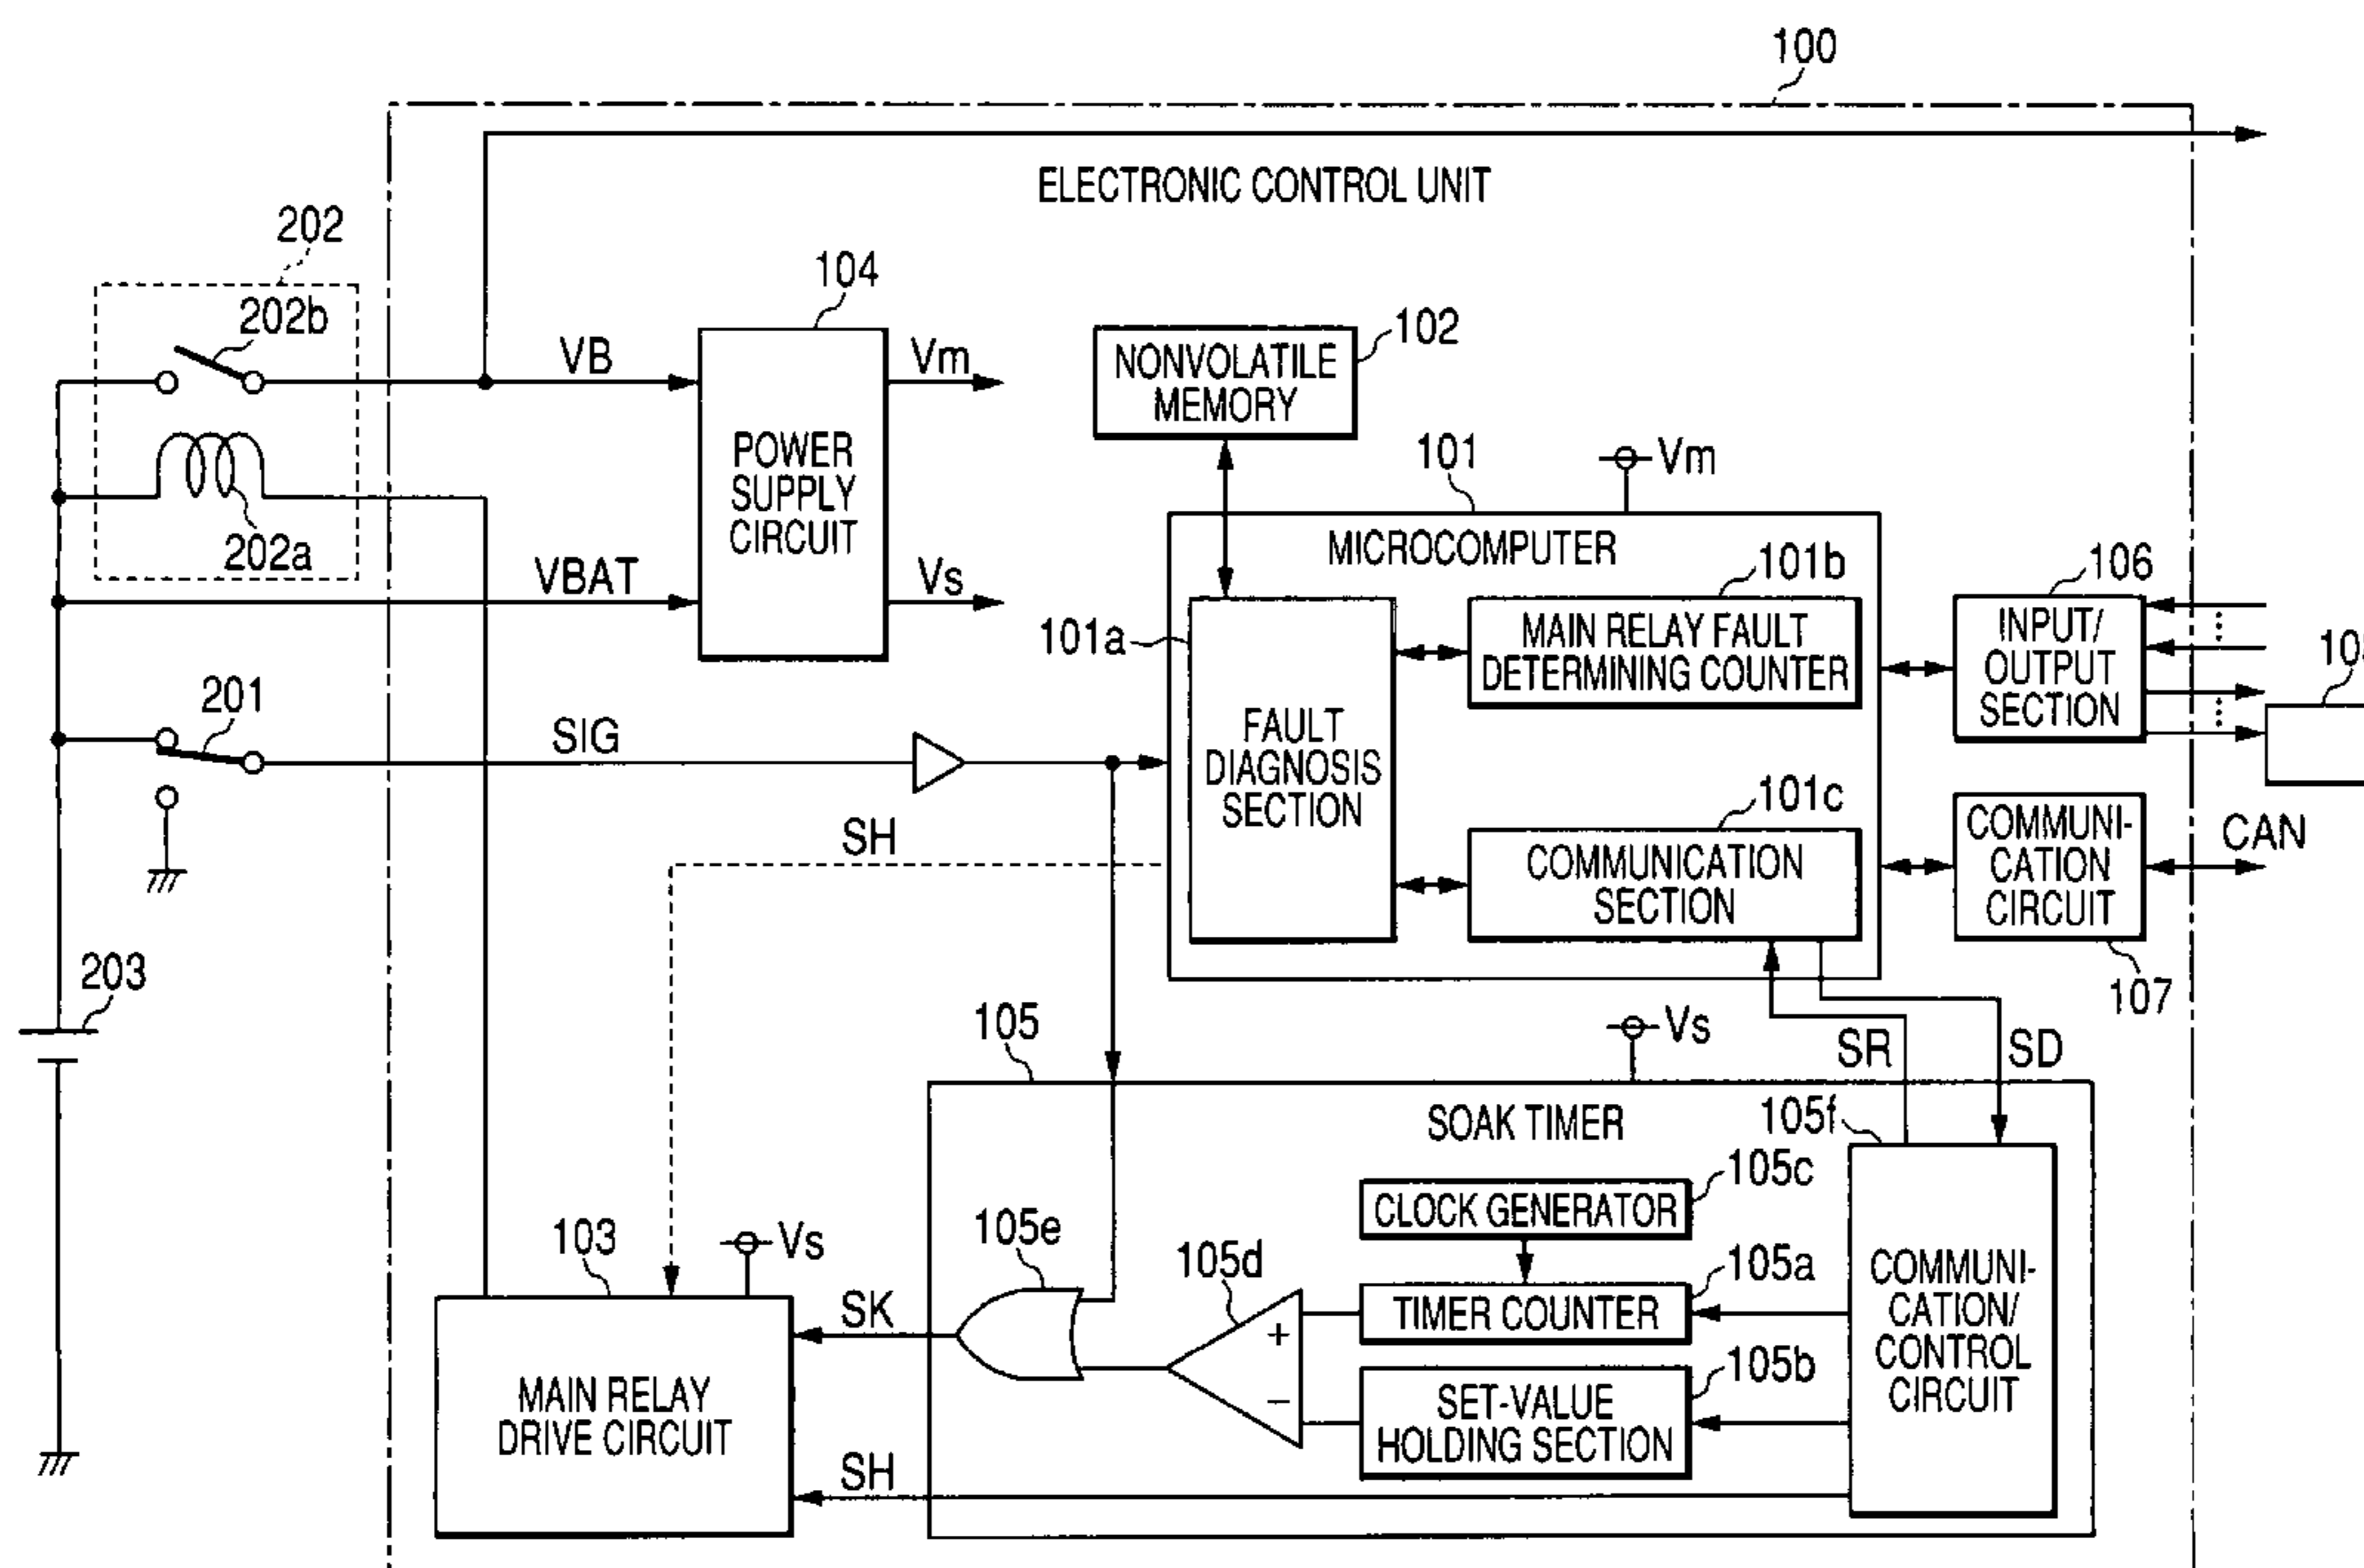 100
ELECTRONIC CONTROL UNIT
202
202b
104
102
VB
Vm
NONVOLATILE
MEMORY
POWER
SUPPLY
CIRCUIT
101
Vm
202a
MICROCOMPUTER
VBAT
Vs
101b
106
101a
MAIN RELAY FAULT
DETERMINING COUNTER
INPUT/
OUTPUT
SECTION
201
SIG
FAULT
DIAGNOSIS
SECTION
101c
SH
COMMUNICATION
SECTION
COMMUNI-
CATION
CIRCUIT
CAN
203
107
105
Vs
SR
SD
SOAK TIMER
105f
105c
CLOCK GENERATOR
103
Vs
105e
105d
105a
SK
TIMER COUNTER
+
COMMUNI-
CATION/
CONTROL
CIRCUIT
105b
MAIN RELAY
DRIVE CIRCUIT
−
SET-VALUE
HOLDING SECTION
SH